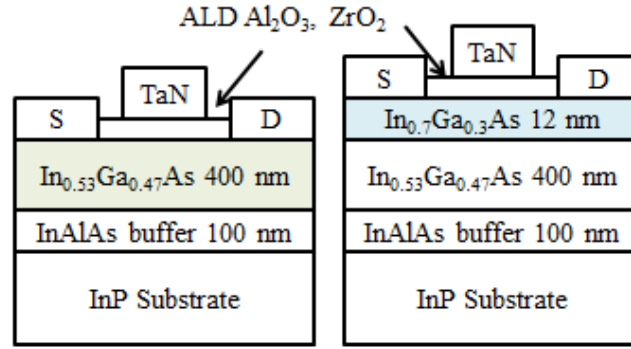 ALD Al₂O₃, ZrO₂
TaN
S
D
In₀.₅₃Ga₀.₄₇As 400 nm
InAlAs buffer 100 nm
InP Substrate
TaN
S
D
In₀.₇Ga₀.₃As 12 nm
In₀.₅₃Ga₀.₄₇As 400 nm
InAlAs buffer 100 nm
InP Substrate